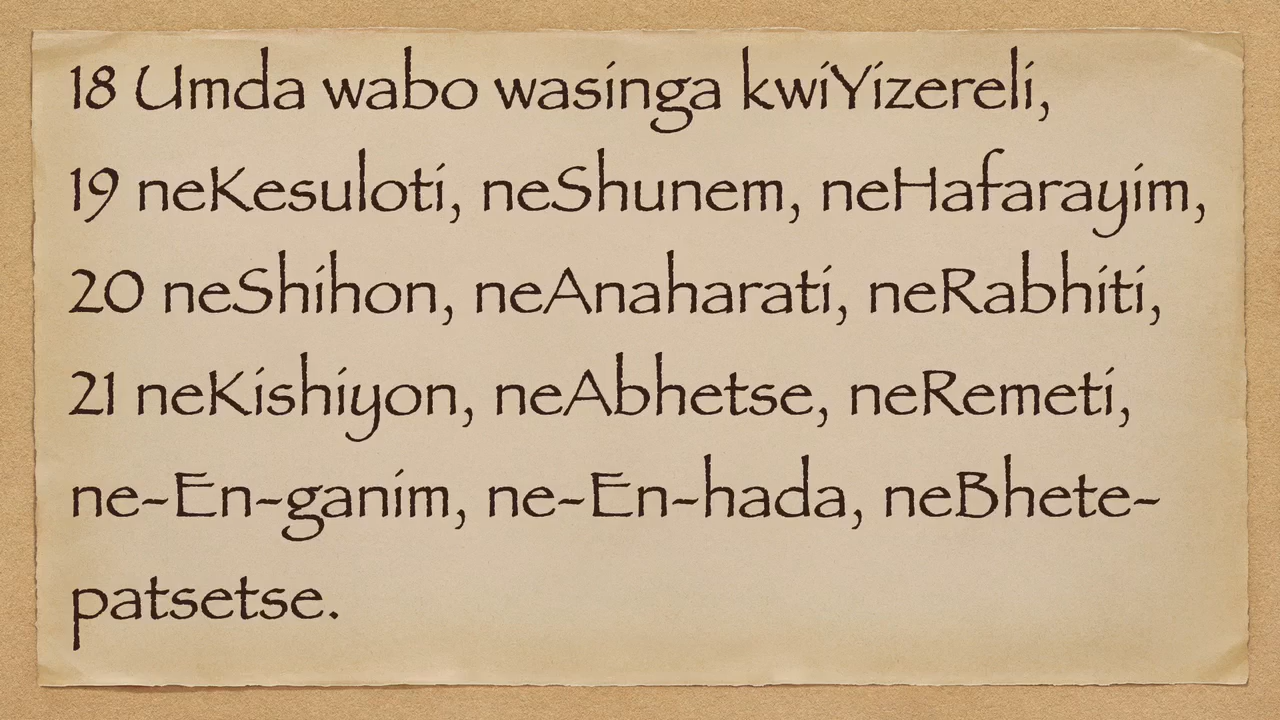 18 Umda wabo wasinga kwiYizereli,
19 neKesuloti, neShunem, neHafarayim,
20 neShihon, neAnaharati, neRabhiti,
21 neKishiyon, neAbhetse, neRemeti,
ne-En-ganim, ne-En-hada, neBhete-
patsetse.